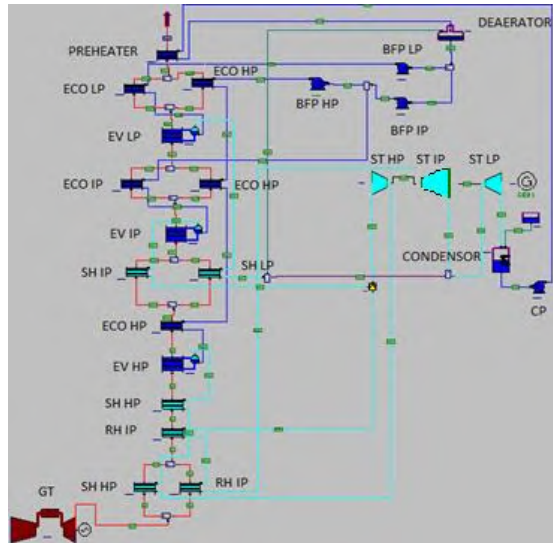 DEAERATOR
PREHEATER
BFP LP
ECO HP
ECO LP
BFP HP
BFP IP
EV LP
ST HP
ST IP
ST LP
G
ECO IP
ECO HP
EV IP
CONDENSOR
SH IP
SH LP
CP
ECO HP
EV HP
SH HP
RH IP
SH HP
RH IP
GT